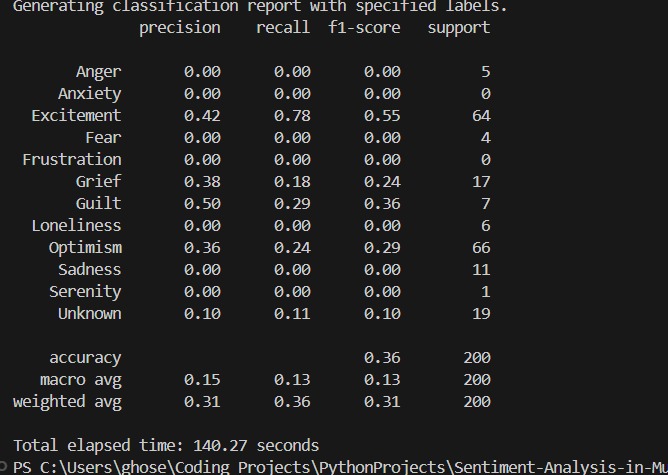 Generating classification report with specified labels.
precision recall f1-score support
Anger 0.00 0.00 0.00 5
Anxiety 0.00 0.00 0.00 0
Excitement 0.42 0.78 0.55 64
Fear 0.00 0.00 0.00 4
Frustration 0.00 0.00 0.00 0
Grief 0.38 0.18 0.24 17
Guilt 0.50 0.29 0.36 7
Loneliness 0.00 0.00 0.00 6
Optimism 0.36 0.24 0.29 66
Sadness 0.00 0.00 0.00 11
Serenity 0.00 0.00 0.00 1
Unknown 0.10 0.11 0.10 19
accuracy 0.36 200
macro avg 0.15 0.13 0.13 200
weighted avg 0.31 0.36 0.31 200
Total elapsed time: 140.27 seconds
PS C:\Users\ghose\Coding Projects\PythonProjects\Sentiment-Analysis-in-Mu